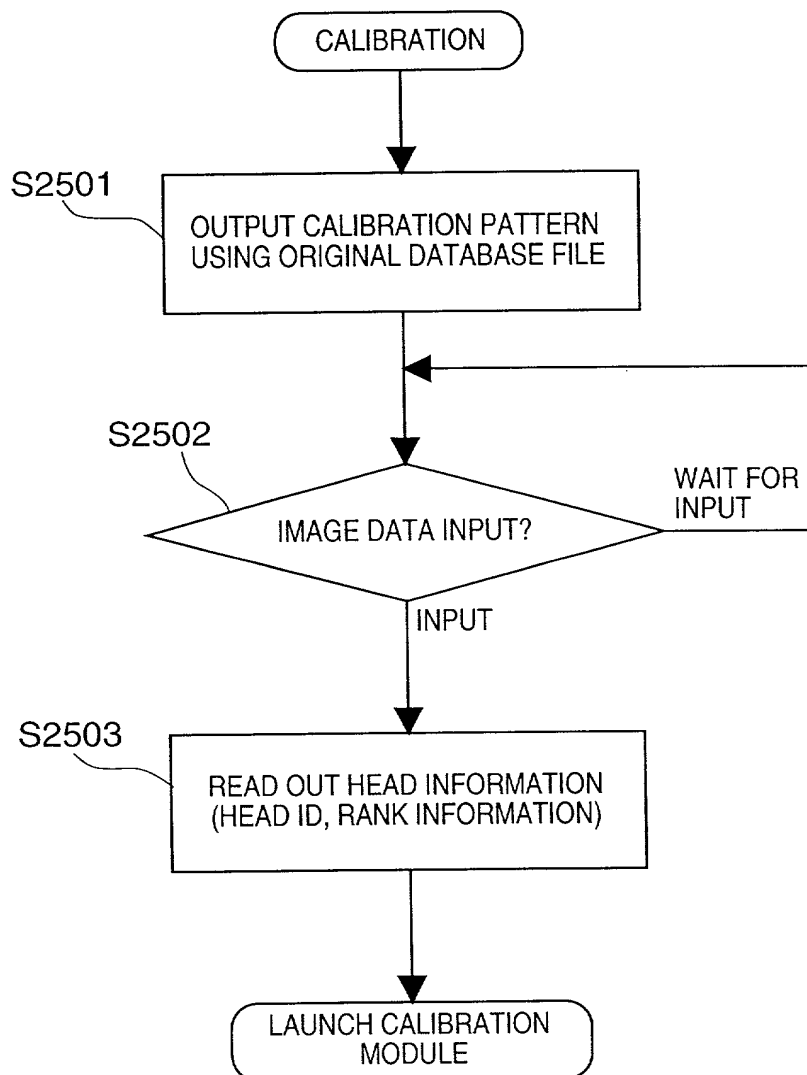 CALIBRATION
S2501
OUTPUT CALIBRATION PATTERN
USING ORIGINAL DATABASE FILE
S2502
IMAGE DATA INPUT?
WAIT FOR
INPUT
INPUT
S2503
READ OUT HEAD INFORMATION
(HEAD ID, RANK INFORMATION)
LAUNCH CALIBRATION
MODULE